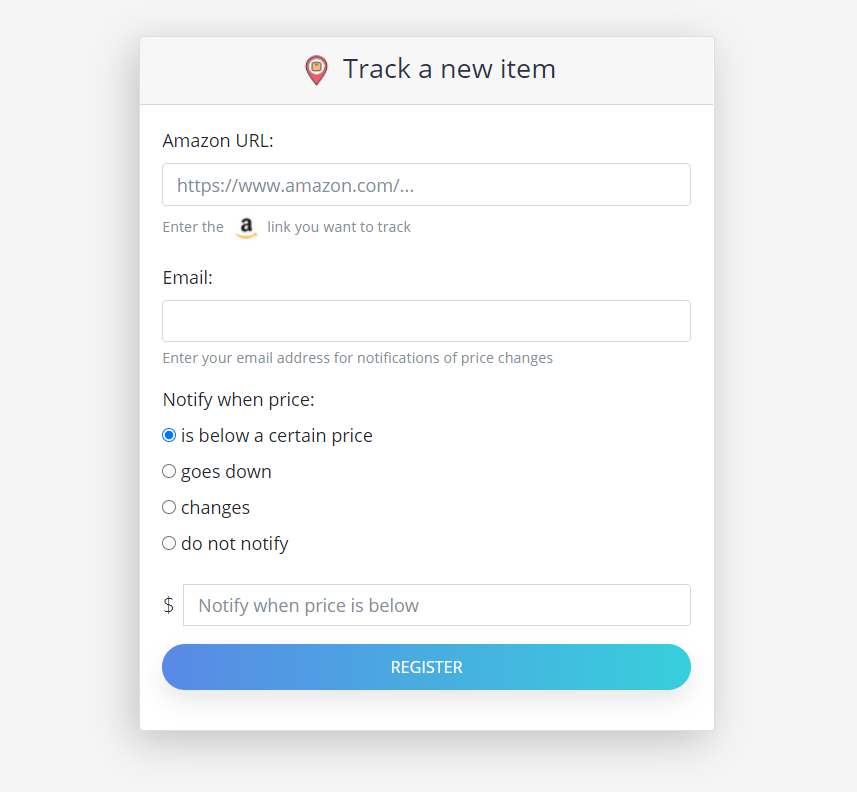 Track a new item
Amazon URL:
https://www.amazon.com/...
Enter the a link you want to track
Email:
Enter your email address for notifications of price changes
Notify when price:
is below a certain price
goes down
changes
do not notify
$ Notify when price is below
REGISTER